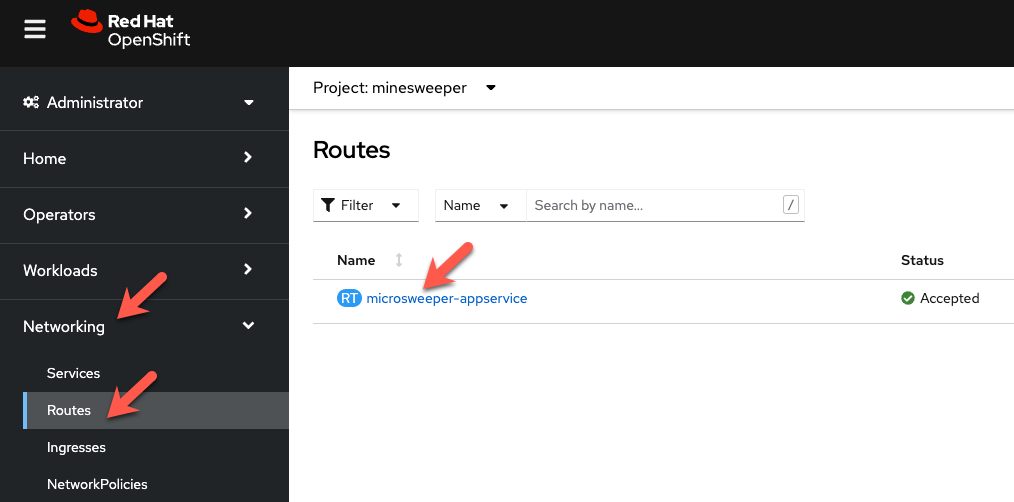 Red Hat
OpenShift
Administrator
Home
Operators
Workloads
Networking
Services
Routes
Ingresses
NetworkPolicies
Project: minesweeper
Routes
Filter
Name
Search by name...
/
Name
Status
RT microsweeper-appservice
Accepted